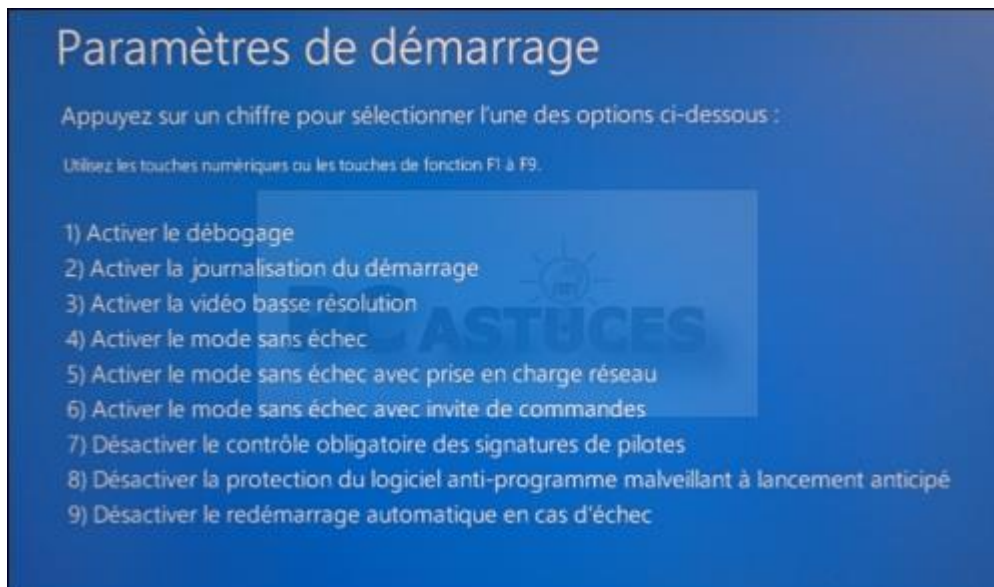 Paramètres de démarrage
Appuyez sur un chiffre pour sélectionner l'une des options ci-dessous :
Utilisez les touches numériques ou les touches de fonction F1 à F9.
1) Activer le débogage
2) Activer la journalisation du démarrage
3) Activer la vidéo basse résolution
4) Activer le mode sans échec
5) Activer le mode sans échec avec prise en charge réseau
6) Activer le mode sans échec avec invite de commandes
7) Désactiver le contrôle obligatoire des signatures de pilotes
8) Désactiver la protection du logiciel anti-programme malveillant à lancement anticipé
9) Désactiver le redémarrage automatique en cas d'échec
PC ASTUCES